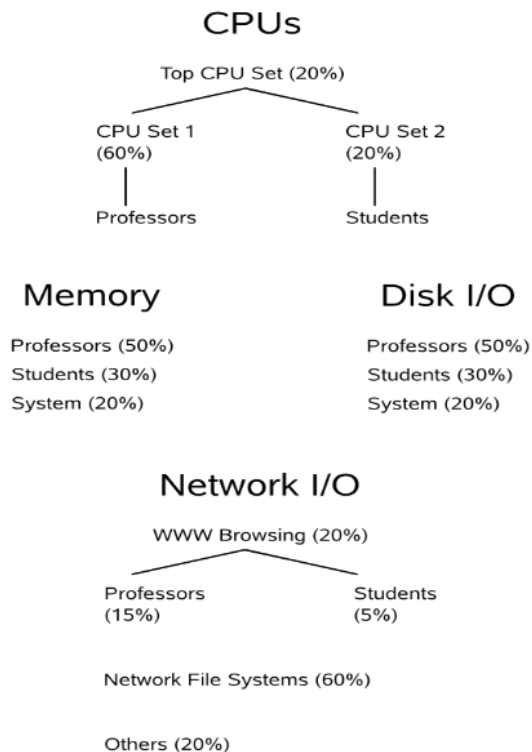 CPUs
Top CPU Set (20%)
CPU Set 1
(60%)
CPU Set 2
(20%)
Professors
Students
Memory
Professors (50%)
Students (30%)
System (20%)
Disk I/O
Professors (50%)
Students (30%)
System (20%)
Network I/O
WWW Browsing (20%)
Professors
(15%)
Students
(5%)
Network File Systems (60%)
Others (20%)